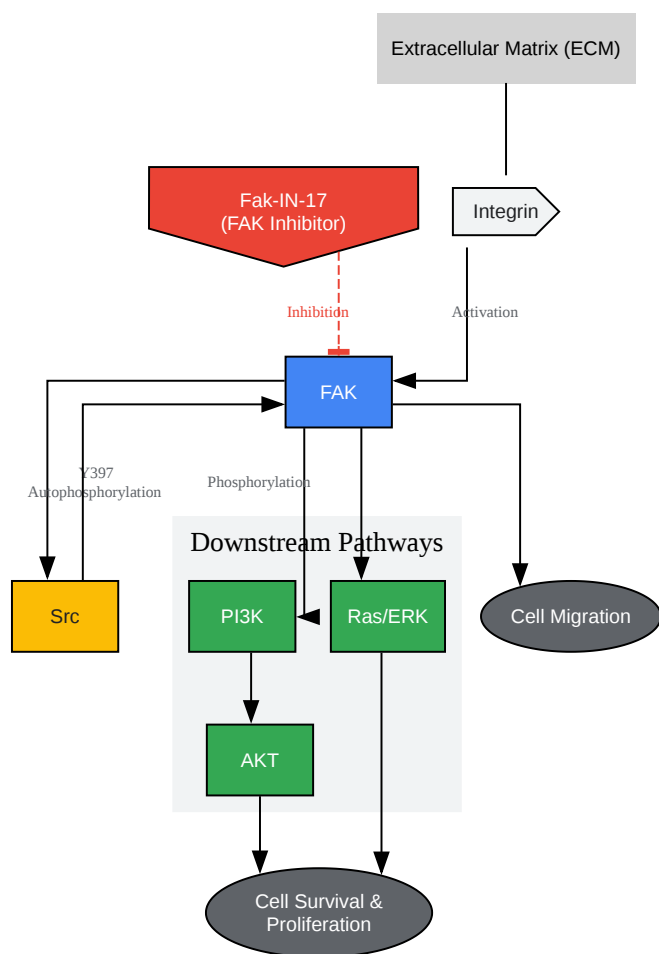 Extracellular Matrix (ECM)
Fak-IN-17
(FAK Inhibitor)
Integrin
Inhibition
Activation
FAK
Y397
Autophosphorylation
Phosphorylation
Downstream Pathways
Src
PI3K
Ras/ERK
Cell Migration
AKT
Cell Survival &
Proliferation